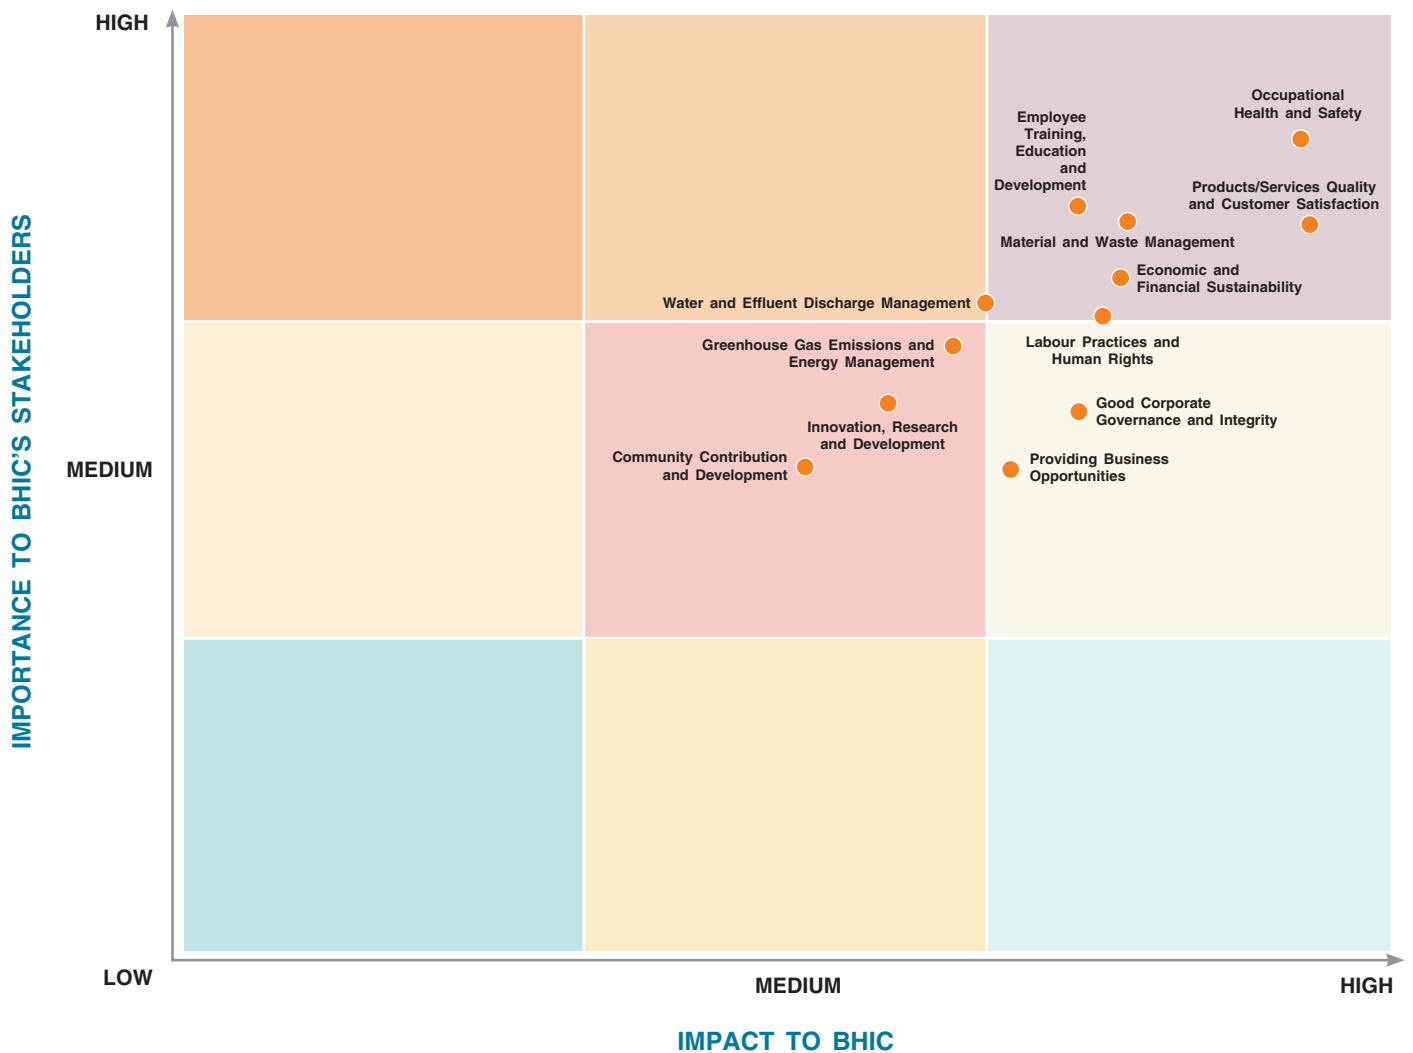 HIGH
Occupational
Health and Safety
Employee
Training,
Education
and
Development
Products/Services Quality
and Customer Satisfaction
Material and Waste Management
Economic and
Financial Sustainability
Water and Effluent Discharge Management
Labour Practices and
Human Rights
Greenhouse Gas Emissions and
Energy Management
Good Corporate
Governance and Integrity
Innovation, Research
and Development
Community Contribution
and Development
Providing Business
Opportunities
MEDIUM
IMPORTANCE TO BHIC'S STAKEHOLDERS
LOW
MEDIUM
HIGH
IMPACT TO BHIC